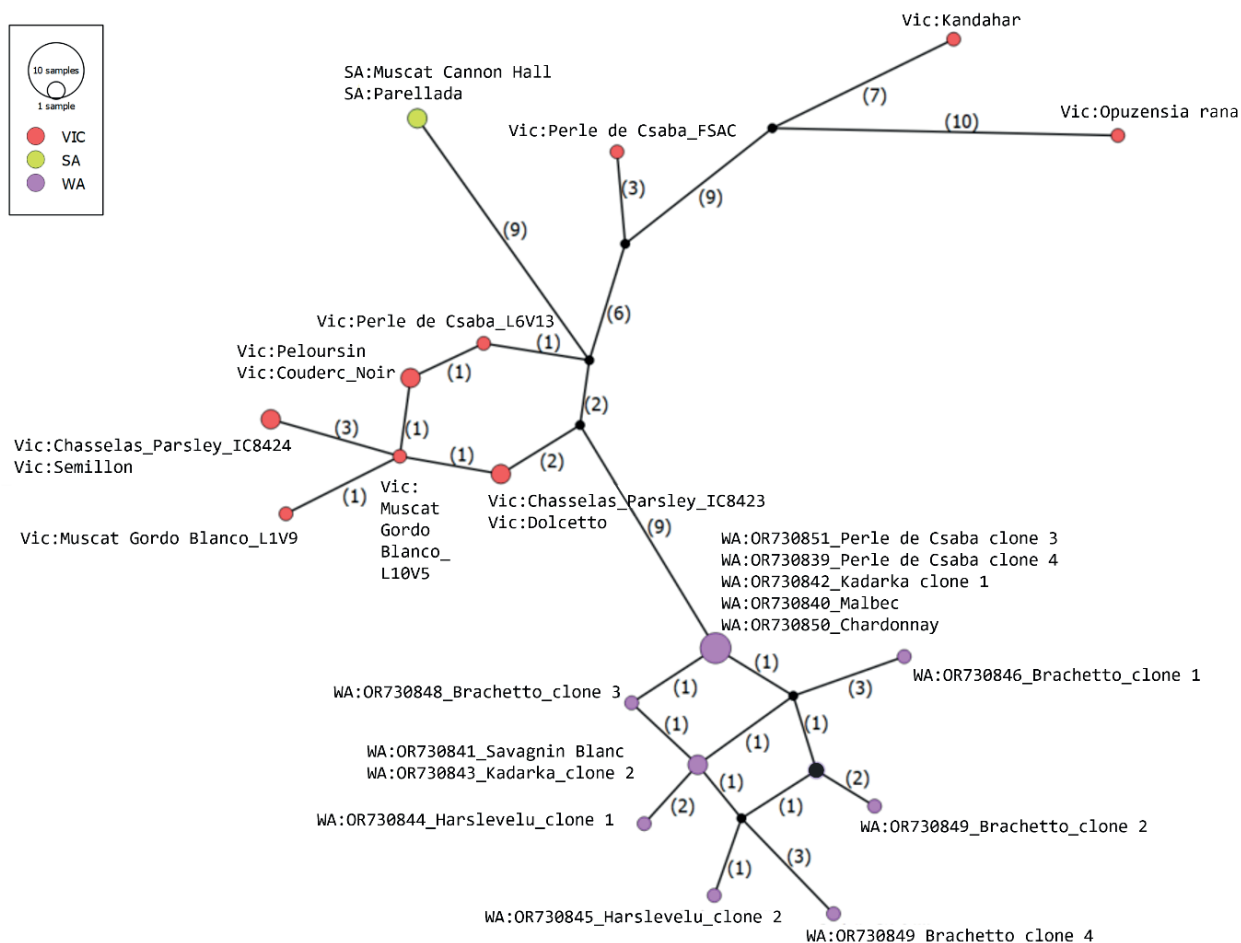 Vic:Kandahar
10 samples
1 sample
VIC
SA
WA
SA:Muscat Cannon Hall
SA:Parellada
(7)
Vic:Opuzensia rana
(10)
Vic:Perle de Csaba_FSAC
(3)
(9)
(9)
(6)
Vic:Perle de Csaba_L6V13
(1)
Vic:Peloursin
Vic:Couderc_Noir
(1)
(2)
(3)
(1)
(1)
(2)
Vic:Chasselas_Parsley_IC8424
Vic:Semillon
(1)
Vic:
Muscat
Gordo
Blanco_
L10V5
Vic:Chasselas_Parsley_IC8423
Vic:Dolcetto
(9)
Vic:Muscat Gordo Blanco_L1V9
WA:OR730851_Perle de Csaba clone 3
WA:OR730839_Perle de Csaba clone 4
WA:OR730842_Kadarka clone 1
WA:OR730840_Malbec
WA:OR730850_Chardonnay
(1)
WA:OR730848_Brachetto_clone 3
(1)
(3)
WA:OR730846_Brachetto_clone 1
(1)
(1)
(1)
WA:OR730841_Savagnin Blanc
WA:OR730843_Kadarka_clone 2
(1)
(2)
WA:OR730844_Harslevelu_clone 1
(2)
(1)
WA:OR730849_Brachetto_clone 2
(1)
(3)
WA:OR730845_Harslevelu_clone 2
WA:OR730849 Brachetto clone 4